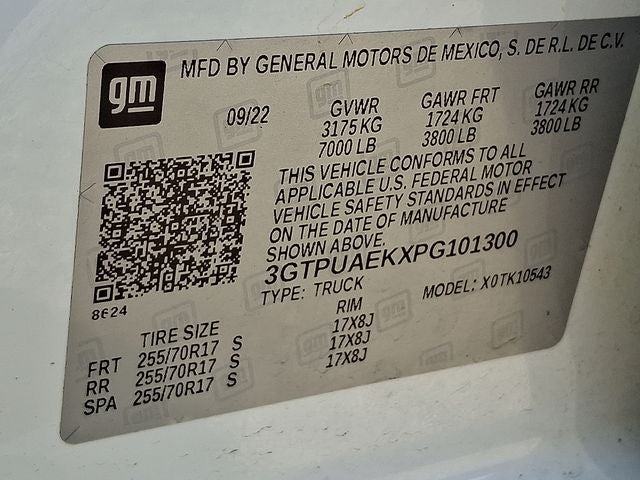 gm
MFD BY GENERAL MOTORS DE MEXICO, S. DE R.L. DE C.V.
09/22 GVWR GAWR FRT GAWR RR
3175 KG 1724 KG 1724 KG
7000 LB 3800 LB 3800 LB
THIS VEHICLE CONFORMS TO ALL
APPLICABLE U.S. FEDERAL MOTOR
VEHICLE SAFETY STANDARDS IN EFFECT
ON THE DATE OF MANUFACTURE
SHOWN ABOVE.
3GTPUAEKXPG101300
TYPE: TRUCK MODEL: X0TK10543
8624
TIRE SIZE RIM
FRT 255/70R17 S 17X8J
RR 255/70R17 S 17X8J
SPA 255/70R17 S 17X8J